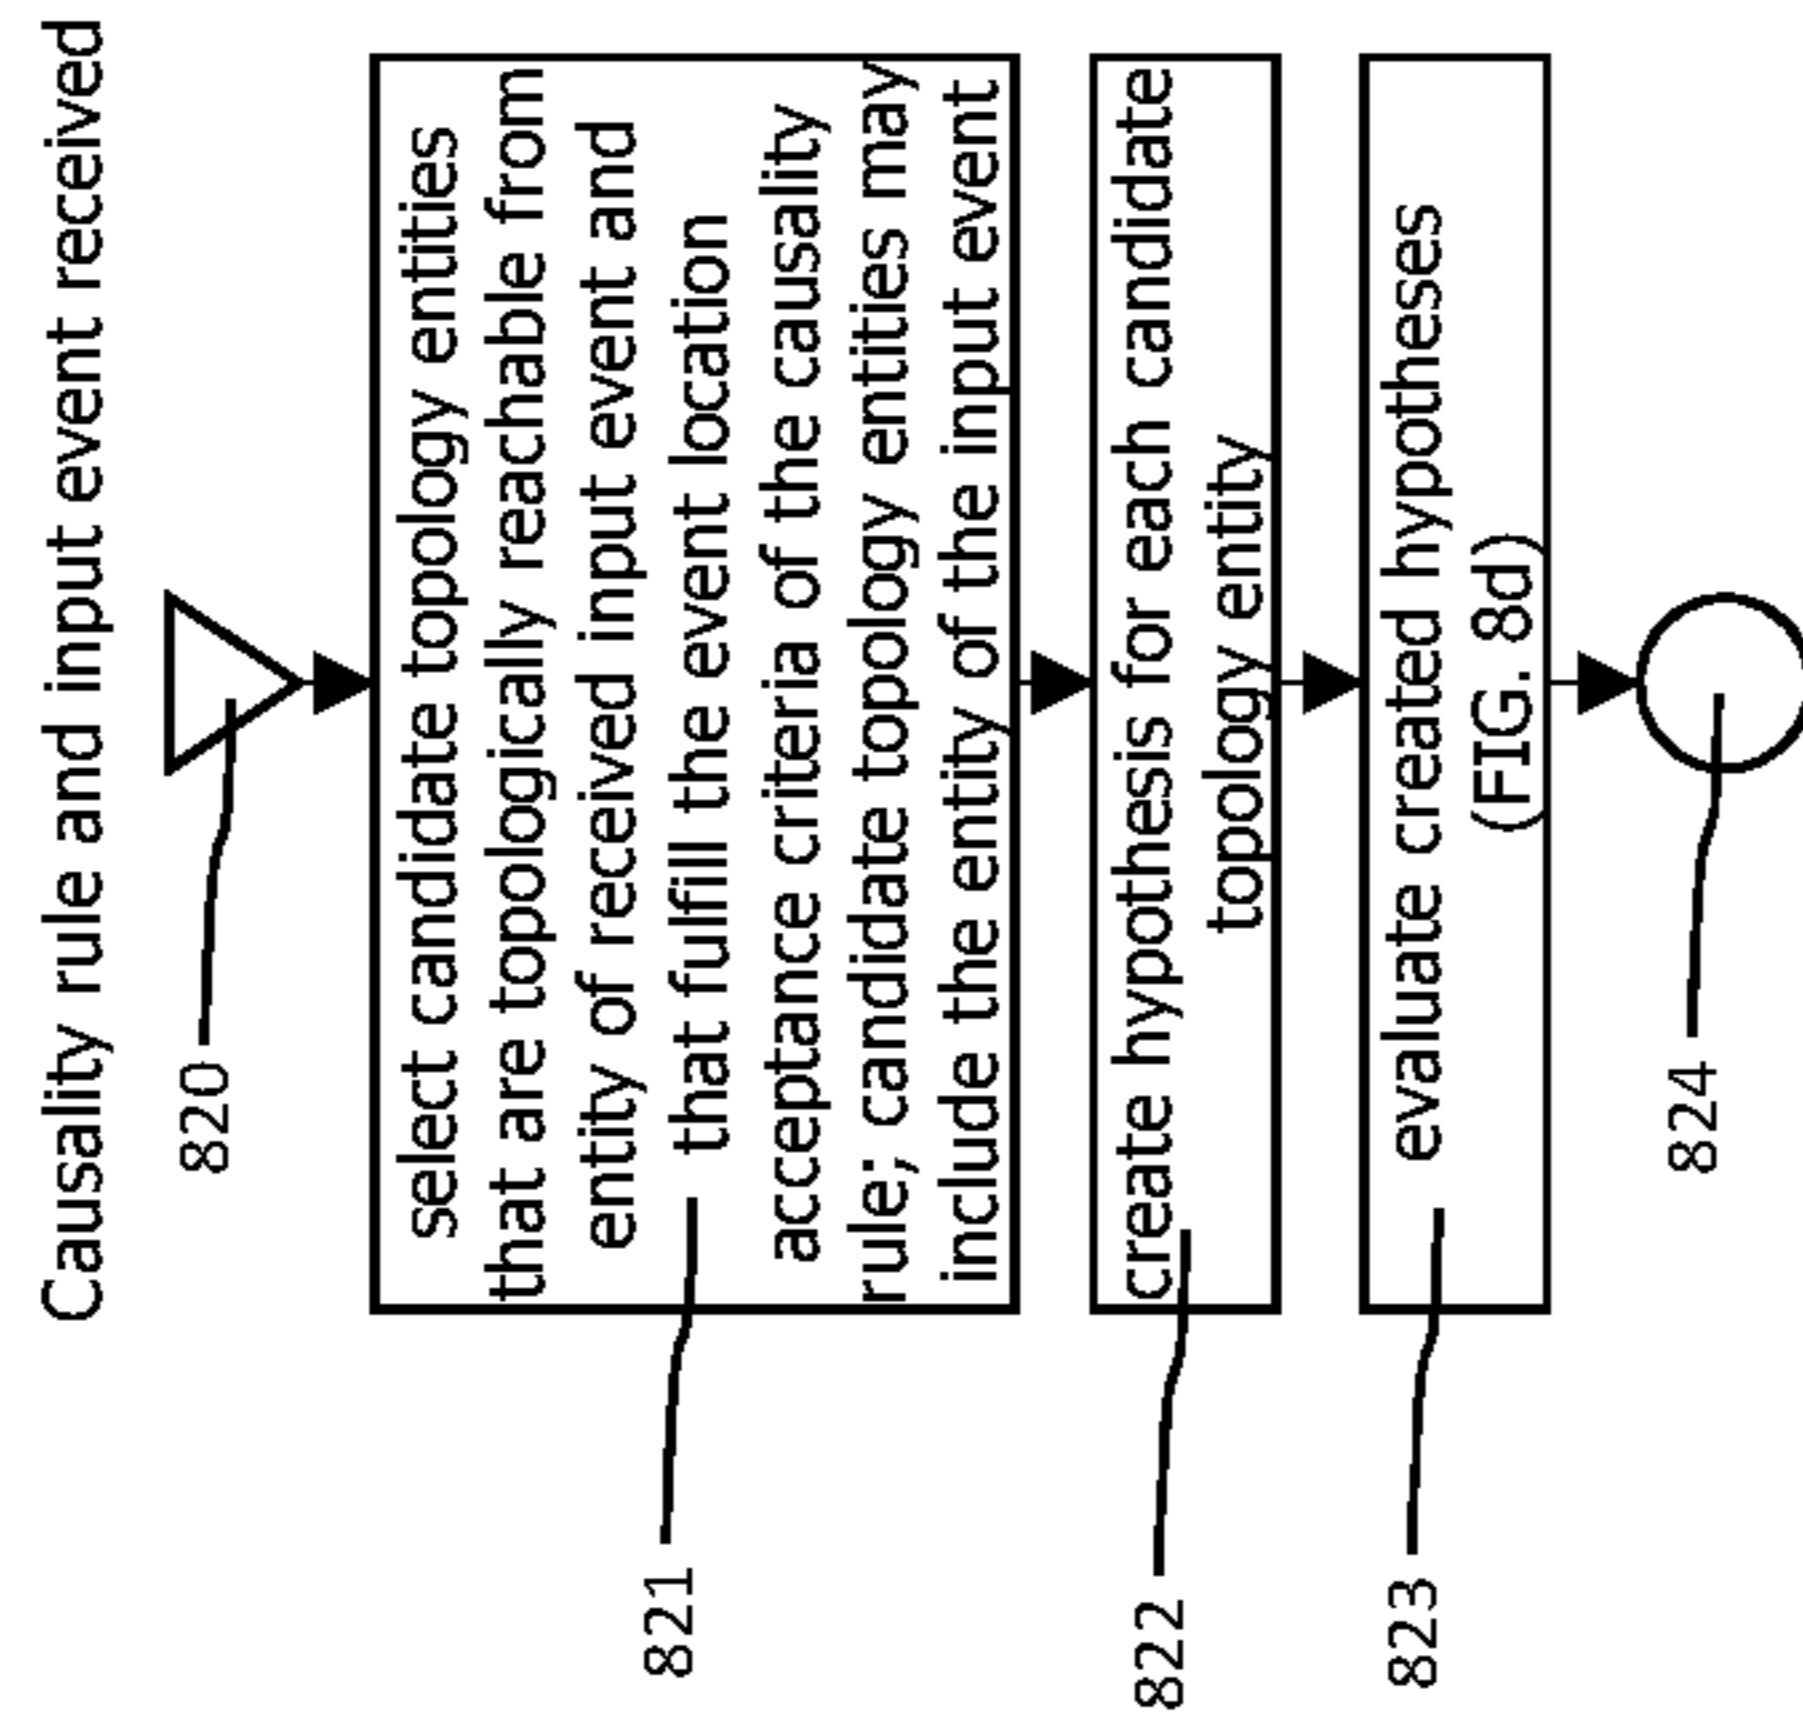 Causality rule and input event received
820
select candidate topology entities
that are topologically reachable from
entity of received input event and
that fulfill the event location
acceptance criteria of the causality
rule; candidate topology entities may
include the entity of the input event
821
create hypothesis for each candidate
topology entity
822
evaluate created hypotheses
(FIG. 8d)
823
824